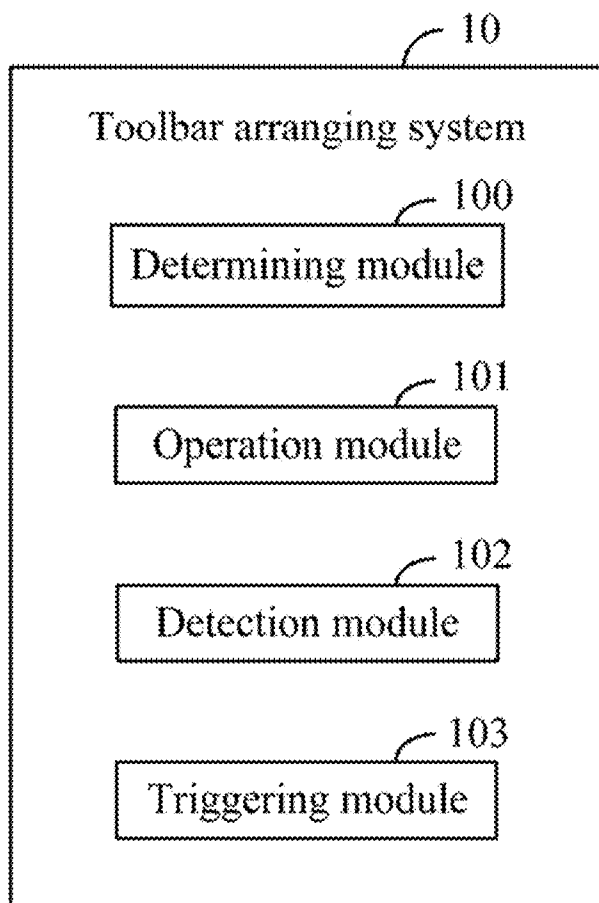 10
Toolbar arranging system
100
Determining module
101
Operation module
102
Detection module
103
Triggering module